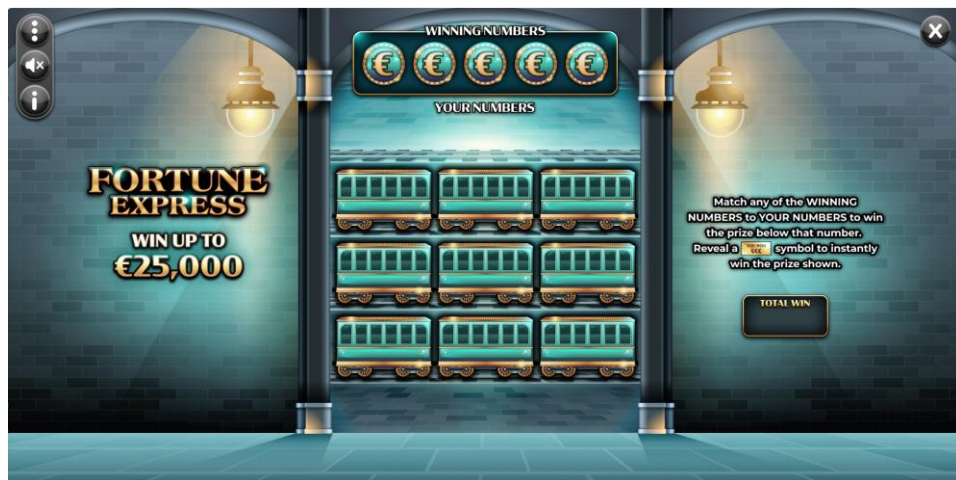 WINNING NUMBERS
€ € € € €
YOUR NUMBERS
FORTUNE
EXPRESS
WIN UP TO
€25,000
Match any of the WINNING
NUMBERS to YOUR NUMBERS to win
the prize below that number.
Reveal a symbol to instantly
win the prize shown.
TOTAL WIN